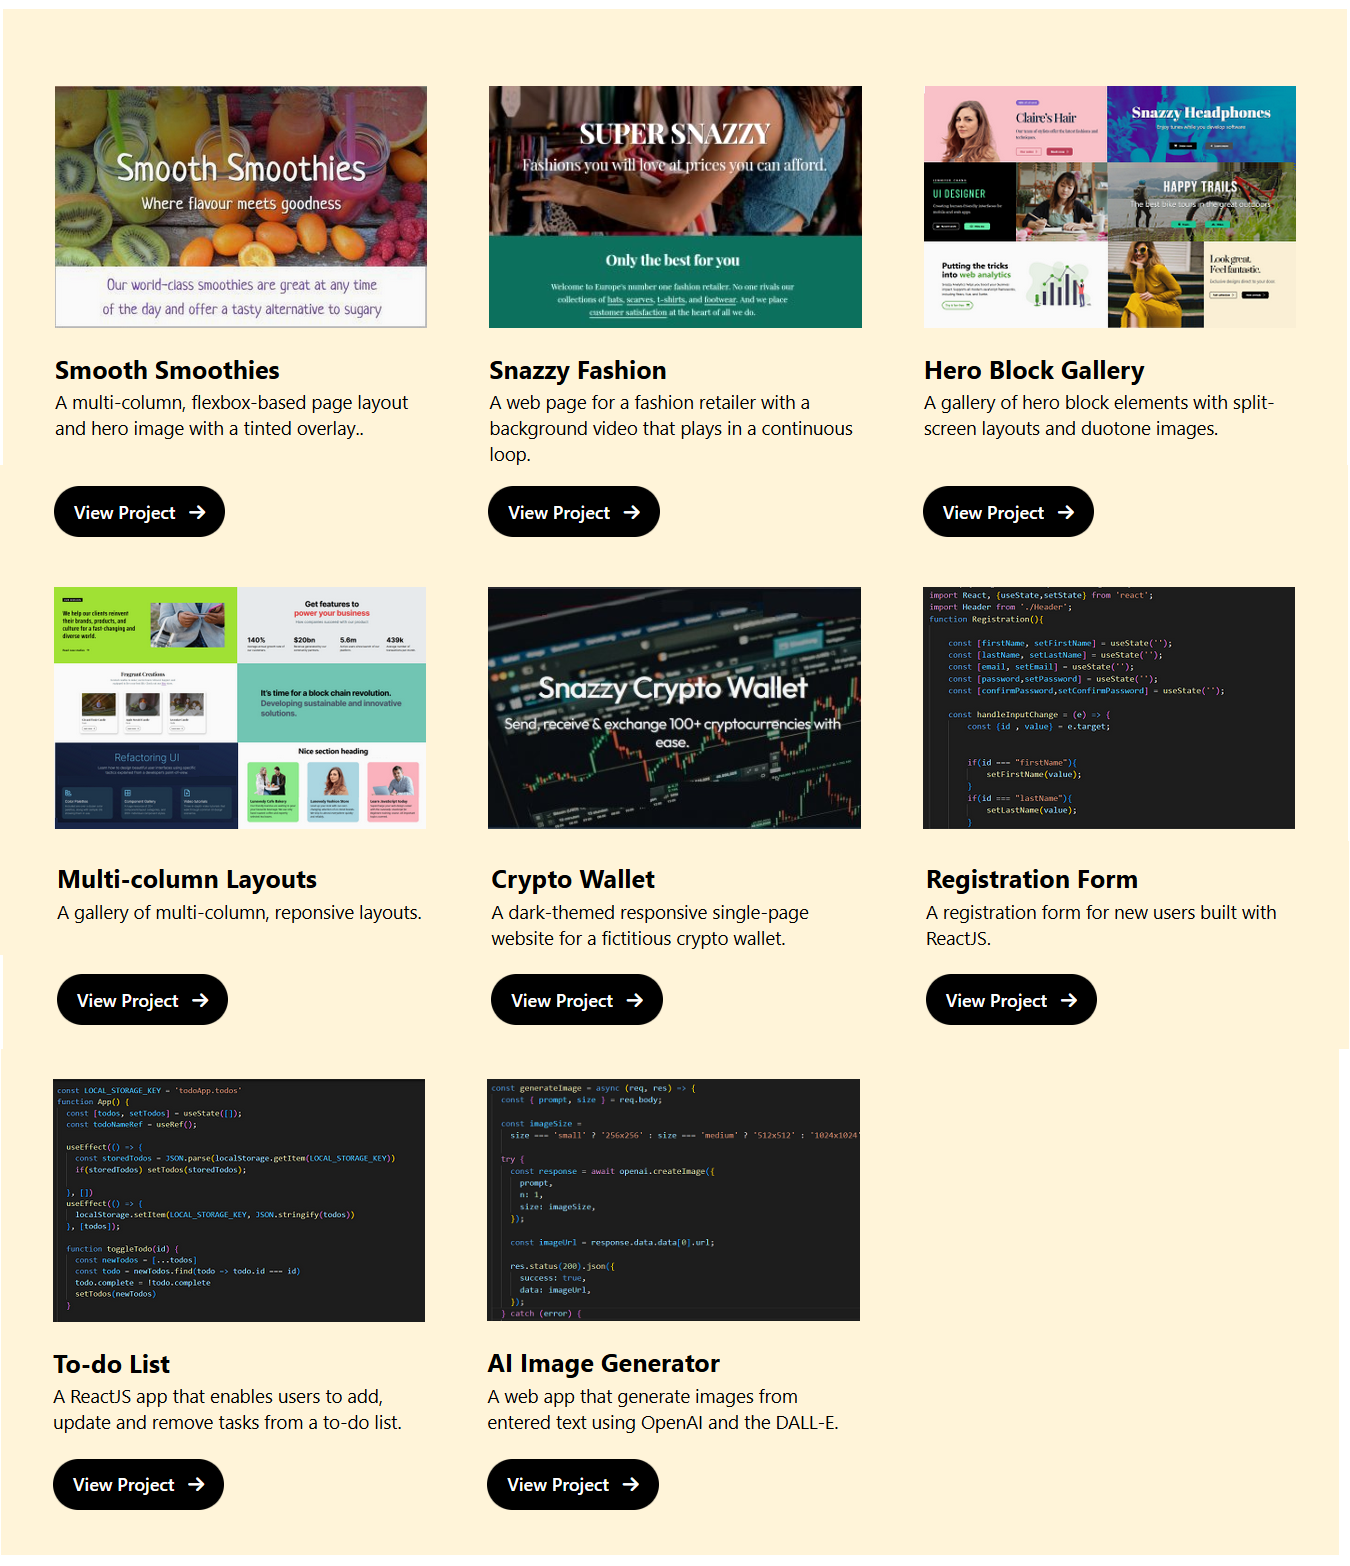 Smooth Smoothies
Where flavour meets goodness
Our world-class smoothies are great at any time
of the day and offer a tasty alternative to sugary
SUPER SNAZZY
Fashions you will love at prices you can afford.
Only the best for you
Welcome to Europe's number one fashion retailer. No one rivals our
collections of hats, scarves, t-shirts, and footwear. And we place
customer satisfaction at the heart of all we do.
Claire's Hair
Snazzy Headphones
Enjoy tunes while you develop software
UI DESIGNER
HAPPY TRAILS
The best bike tours in the great outdoors
Putting the tricks
into web analytics
Look great.
Feel fantastic.
Exclusive designs direct to your door.
Smooth Smoothies
A multi-column, flexbox-based page layout
and hero image with a tinted overlay..
View Project
Snazzy Fashion
A web page for a fashion retailer with a
background video that plays in a continuous
loop.
View Project
Hero Block Gallery
A gallery of hero block elements with split-
screen layouts and duotone images.
View Project
We help our clients reinvent
their brands, products, and
culture for a fast-changing and
diverse world.
Get features to
power your business
140%
$20bn
5.6m
439k
Fragrant Creations
It's time for a block chain revolution.
Developing sustainable and innovative
solutions.
Refactoring UI
Nice section heading
Snazzy Crypto Wallet
Send, receive & exchange 100+ cryptocurrencies with
ease.
import React, {useState,setState} from 'react';
import Header from './Header';
function Registration(){
const [firstName, setFirstName] = useState('');
const [lastName, setLastName] = useState('');
const [email, setEmail] = useState('');
const [password,setPassword] = useState('');
const [confirmPassword,setConfirmPassword] = useState('');
const handleInputChange = (e) => {
const {id , value} = e.target;
if(id === "firstName"){
setFirstName(value);
}
if(id === "lastName"){
setLastName(value);
}
Multi-column Layouts
A gallery of multi-column, reponsive layouts.
View Project
Crypto Wallet
A dark-themed responsive single-page
website for a fictitious crypto wallet.
View Project
Registration Form
A registration form for new users built with
ReactJS.
View Project
const LOCAL_STORAGE_KEY = 'todoApp.todos'
function App() {
const [todos, setTodos] = useState([]);
const todoNameRef = useRef();
useEffect(() => {
const storedTodos = JSON.parse(localStorage.getItem(LOCAL_STORAGE_KEY))
if(storedTodos) setTodos(storedTodos);
}, [])
useEffect(() => {
localStorage.setItem(LOCAL_STORAGE_KEY, JSON.stringify(todos))
}, [todos]);
function toggleTodo(id) {
const newTodos = [...todos]
const todo = newTodos.find(todo => todo.id === id)
todo.complete = !todo.complete
setTodos(newTodos)
}
const generateImage = async (req, res) => {
const { prompt, size } = req.body;
const imageSize =
size === 'small' ? '256x256' : size === 'medium' ? '512x512' : '1024x1024'
try {
const response = await openai.createImage({
prompt,
n: 1,
size: imageSize,
});
const imageUrl = response.data.data[0].url;
res.status(200).json({
success: true,
data: imageUrl,
});
} catch (error) {
To-do List
A ReactJS app that enables users to add,
update and remove tasks from a to-do list.
View Project
AI Image Generator
A web app that generate images from
entered text using OpenAI and the DALL-E.
View Project